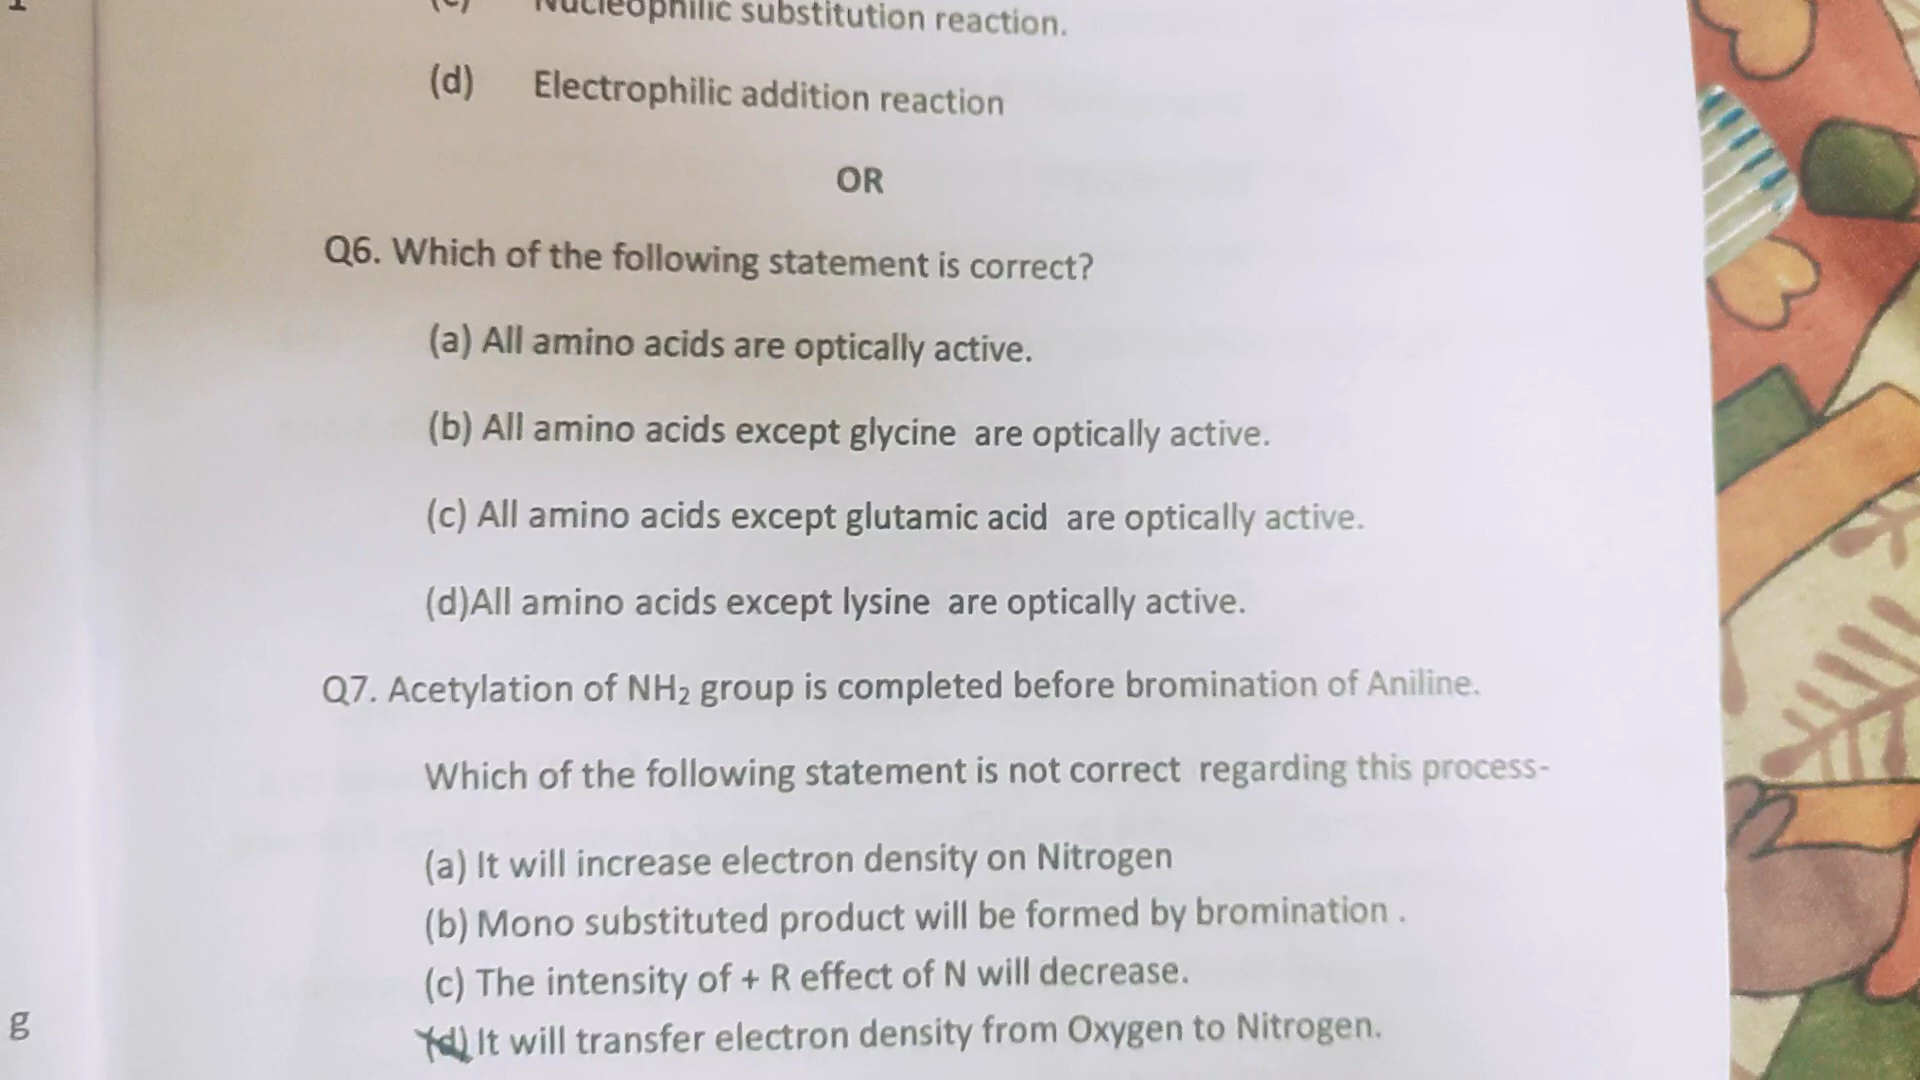 Nucleophilic substitution reaction.
(d) Electrophilic addition reaction
OR
Q6. Which of the following statement is correct?
(a) All amino acids are optically active.
(b) All amino acids except glycine are optically active.
(c) All amino acids except glutamic acid are optically active.
(d)All amino acids except lysine are optically active.
Q7. Acetylation of NH₂ group is completed before bromination of Aniline.
Which of the following statement is not correct regarding this process-
(a) It will increase electron density on Nitrogen
(b) Mono substituted product will be formed by bromination .
(c) The intensity of + R effect of N will decrease.
(d) It will transfer electron density from Oxygen to Nitrogen.
g